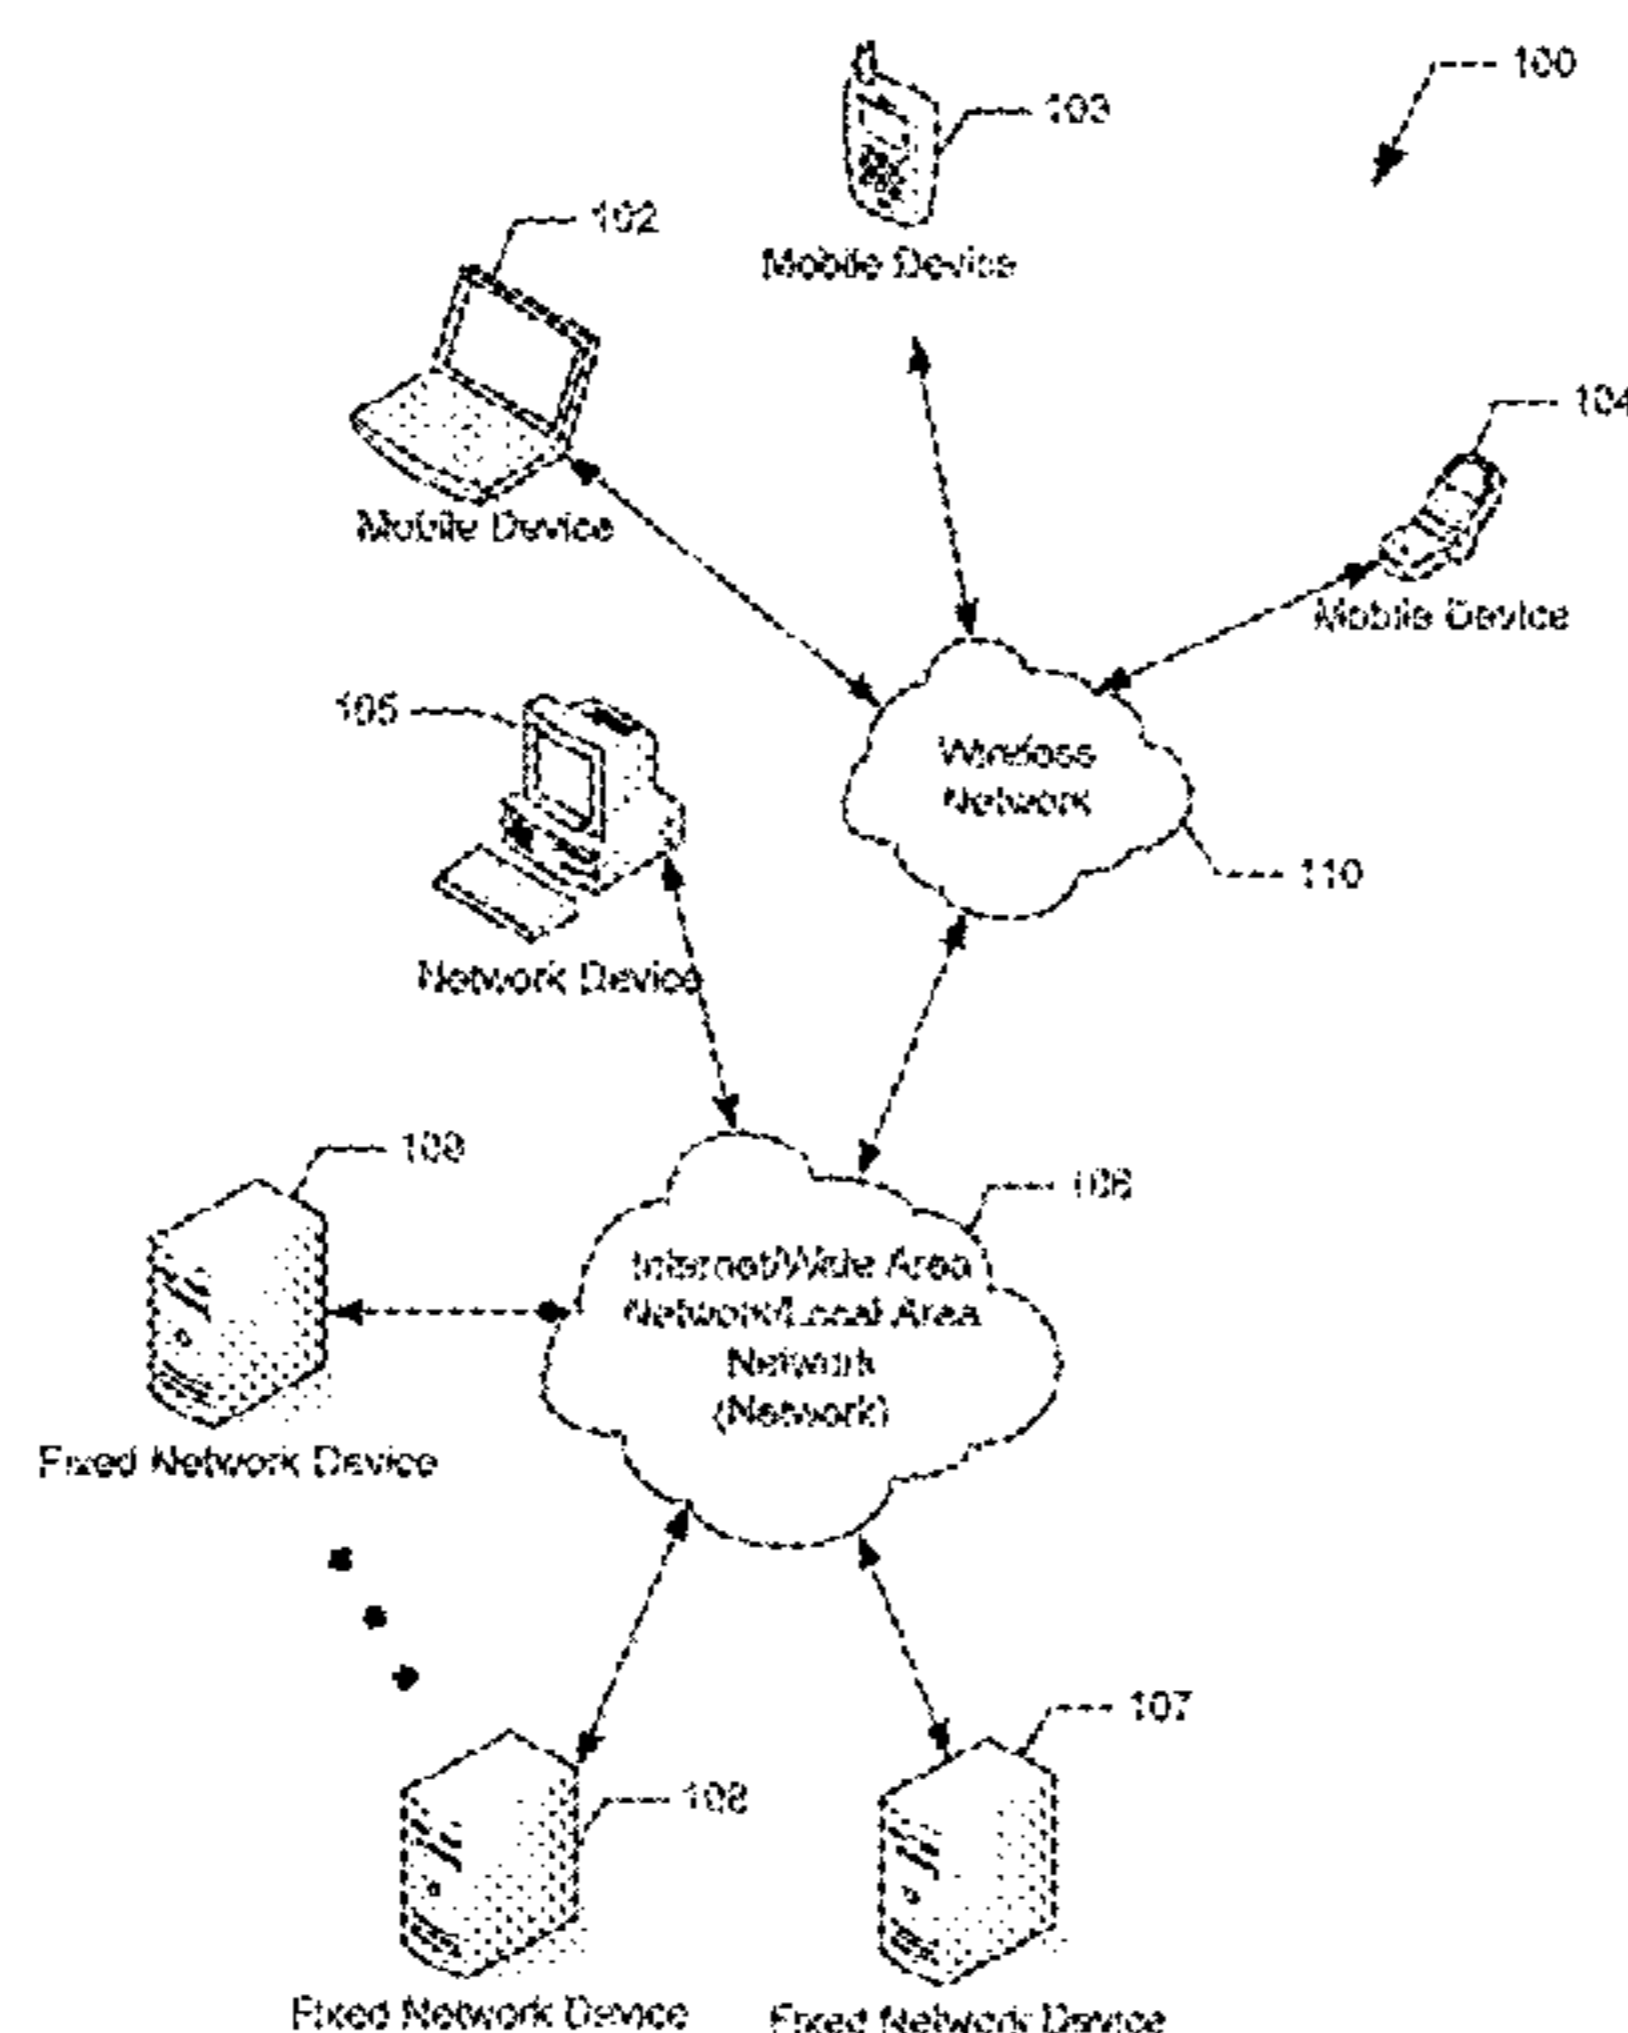 100
103
Mobile Device
102
Mobile Device
104
Mobile Device
105
Network Device
Wireless
Network
110
109
Fixed Network Device
106
Internet/Wide Area
Network/Local Area
Network
(Network)
107
108
Fixed Network Device
Fixed Network Device